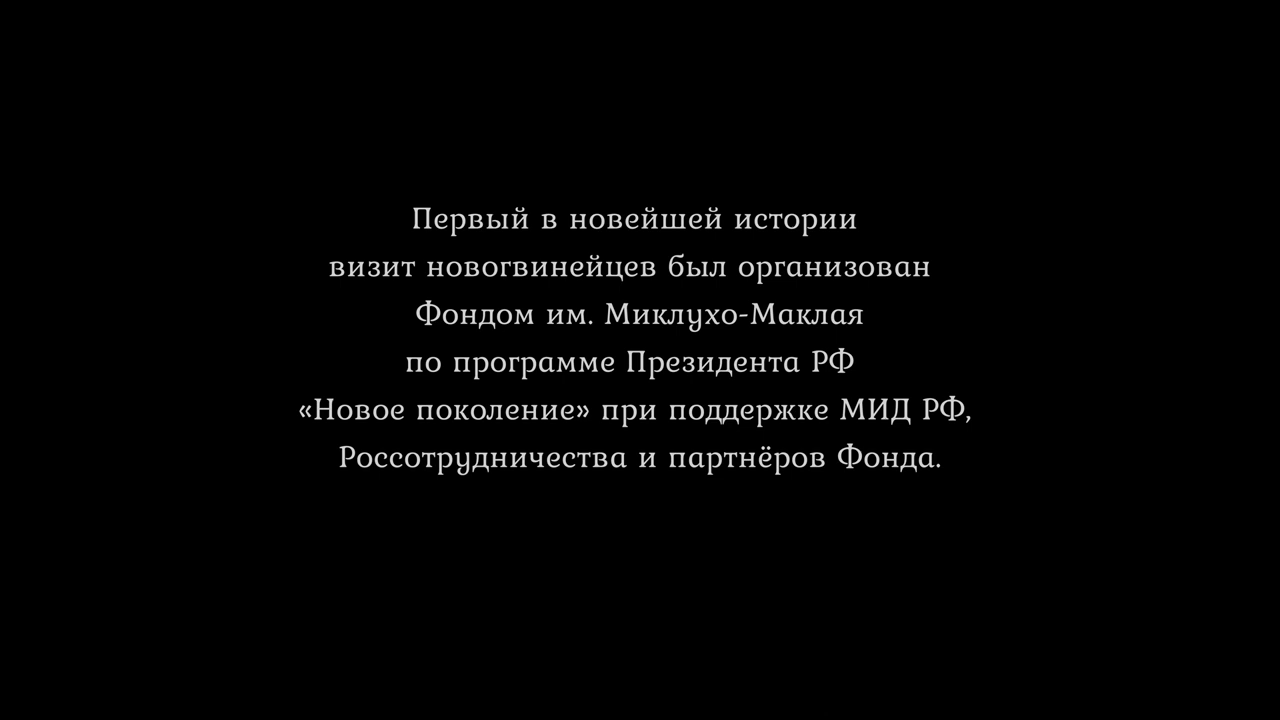 Первый в новейшей истории
визит новогвинейцев был организован
Фондом им. Миклухо-Маклая
по программе Президента РФ
«Новое поколение» при поддержке МИД РФ,
Россотрудничества и партнёров Фонда.